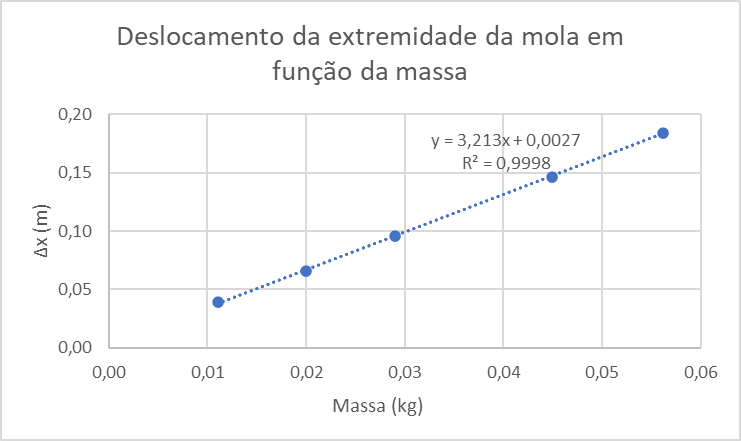 Deslocamento da extremidade da mola em
função da massa
y = 3,213x + 0,0027
R² = 0,9998
0,20
0,15
0,10
0,05
0,00
Δx (m)
0,00 0,01 0,02 0,03 0,04 0,05 0,06
Massa (kg)